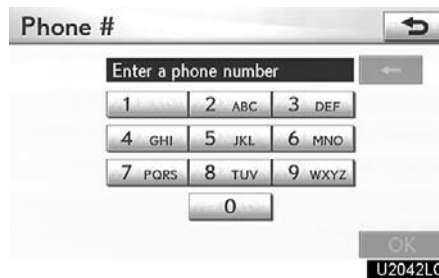 Phone #
Enter a phone number
1
2 ABC
3 DEF
4 GHI
5 JKL
6 MNO
7 PQRS
8 TUV
9 WXYZ
0
OK
U2042LC